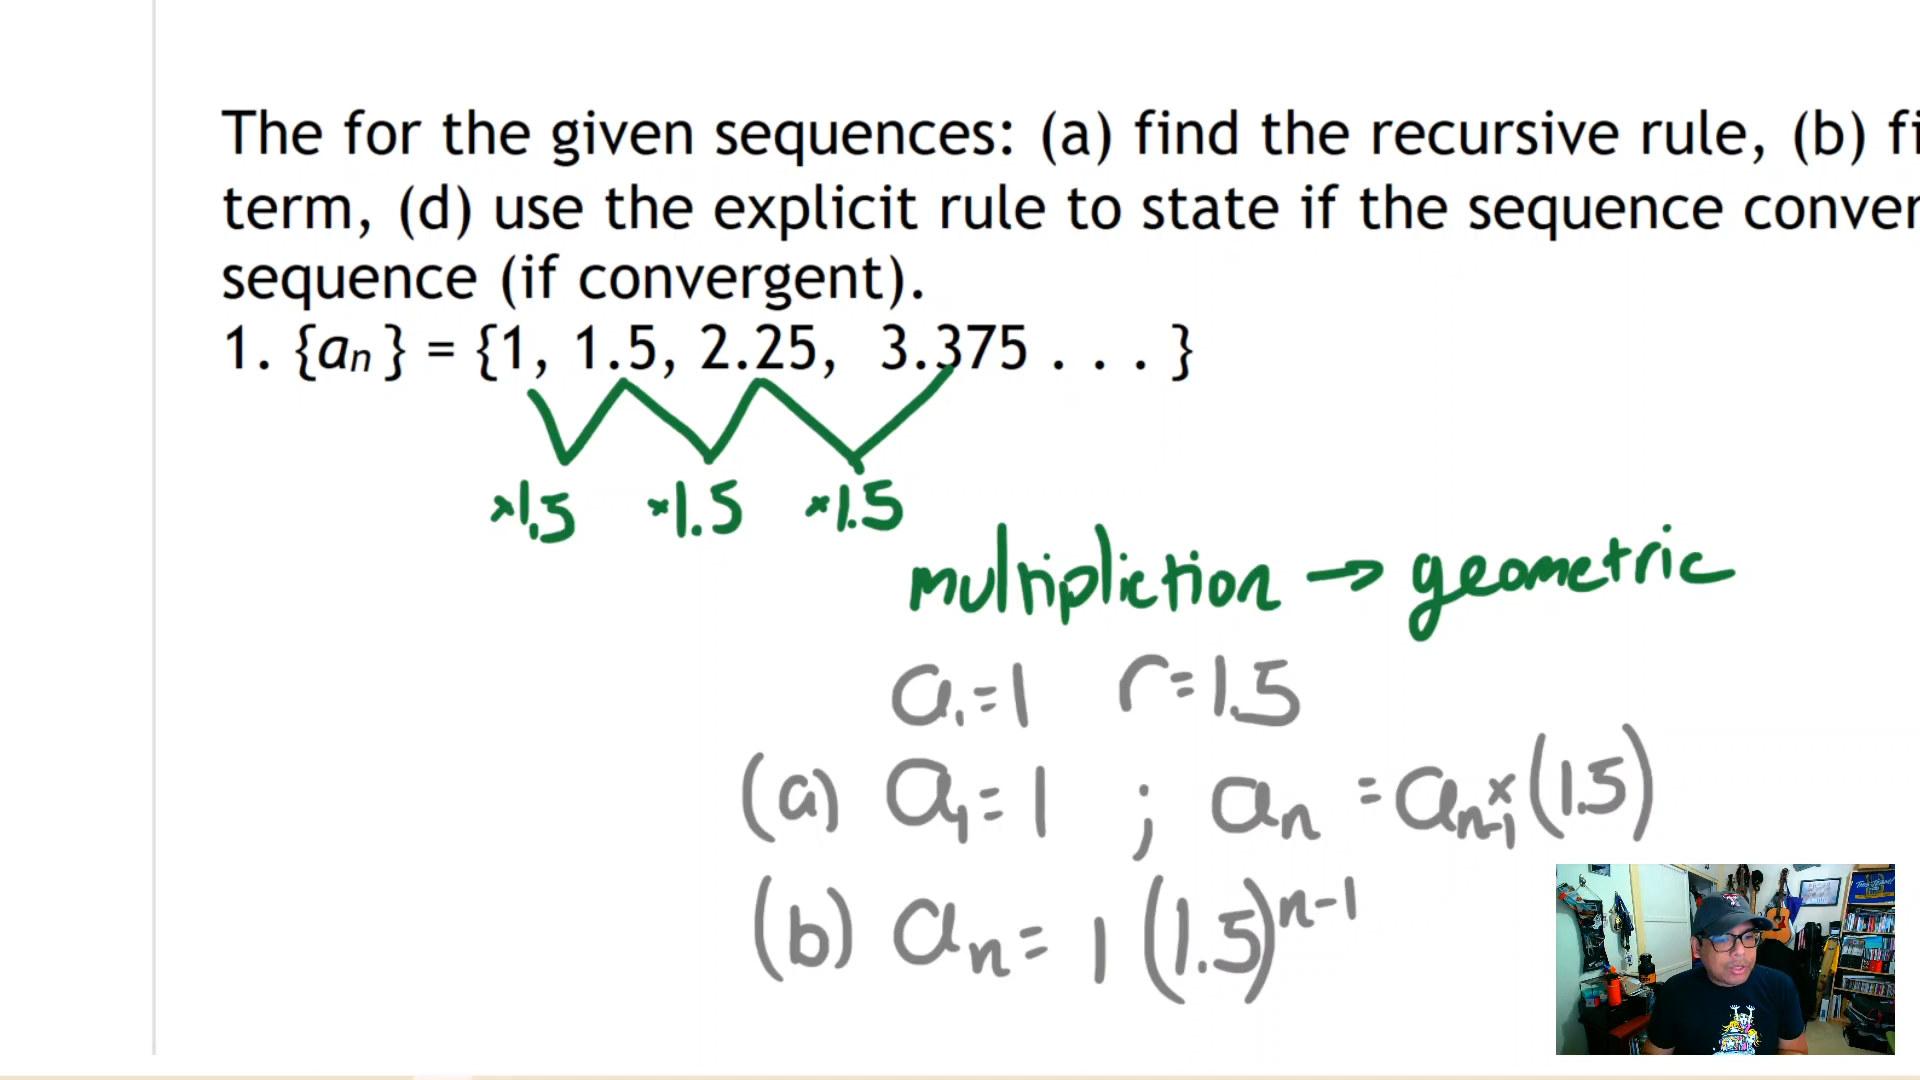 The for the given sequences: (a) find the recursive rule, (b) fi
term, (d) use the explicit rule to state if the sequence conver
sequence (if convergent).
1. {an} = {1, 1.5, 2.25, 3.375 . . . }
×1.5 ×1.5 ×1.5
multipliction → geometric
a₁=1 r=1.5
(a) a₁=1 ; aₙ =aₙ₋₁×(1.5)
(b) aₙ= 1 (1.5)ⁿ⁻¹